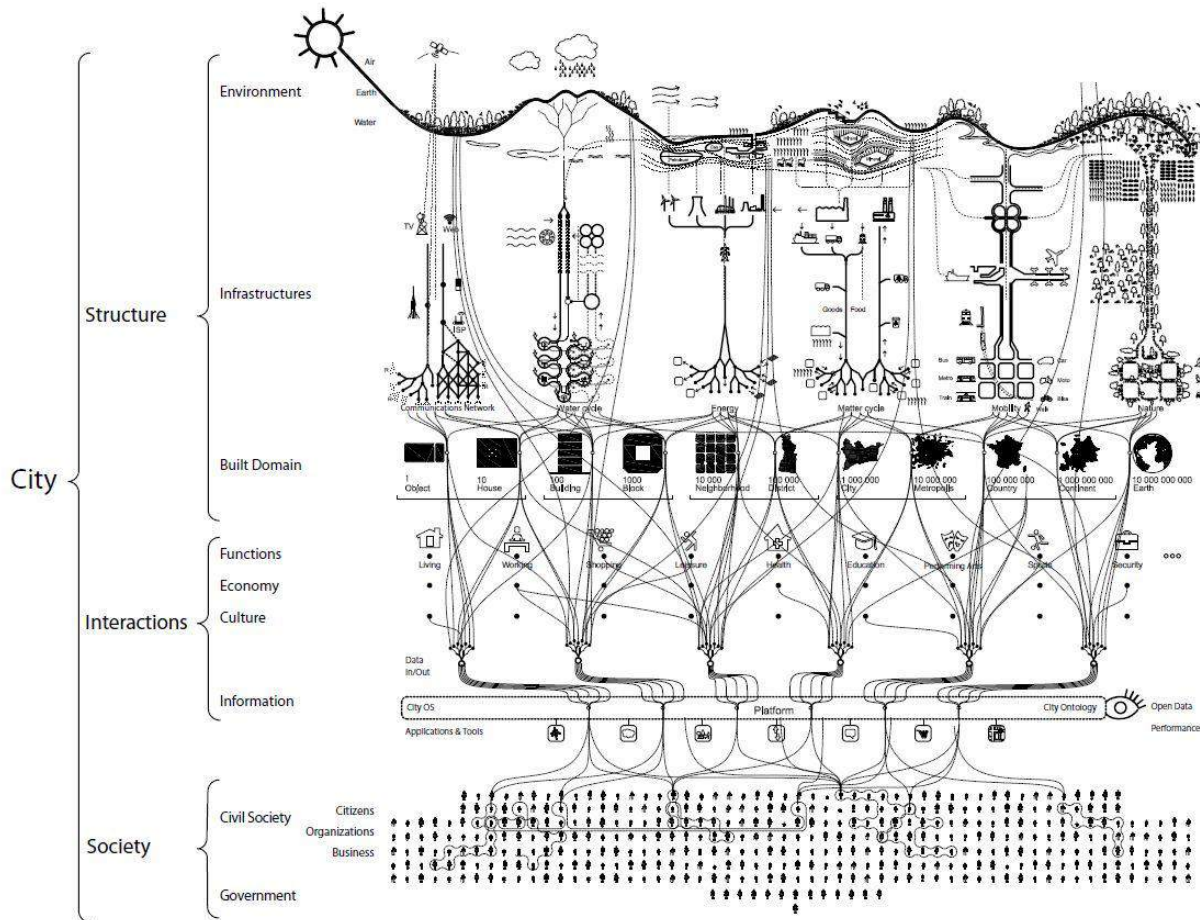 City
Structure
Interactions
Society
Environment
Infrastructures
Built Domain
Functions
Economy
Culture
Information
Civil Society
Government
Citizens
Organizations
Business
Air
Earth
Water
TV
Web
ISP
Petroleum
Goods Food
Bus
Metro
Train
Car
Moto
Bike
Walk
Communications Network
Water cycle
Energy
Matter cycle
Mobility
Nature
1
Object
10
House
100
Building
1000
Block
10 000
Neighborhood
100 000
District
1 000 000
City
10 000 000
Metropolis
100 000 000
Country
1 000 000 000
Continent
10 000 000 000
Earth
Living
Working
Shopping
Leisure
Health
Education
Performing Arts
Sports
Security
Data
In/Out
City OS
Platform
City Ontology
Open Data
Applications & Tools
Performance